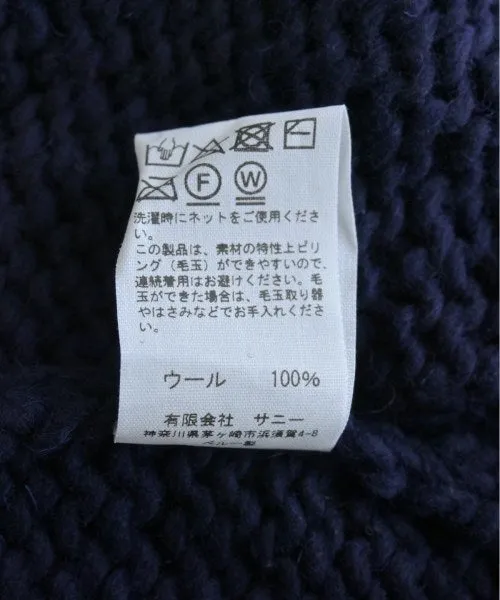 F W
洗濯時にネットをご使用くださ
い。
この製品は、素材の特性上ピリ
ング（毛玉）ができやすいので、
連続着用はお避けください。毛
玉ができた場合は、毛玉取り器
やはさみなどでお手入れくださ
い。
ウール 100%
有限会社 サニー
神奈川県茅ヶ崎市浜須賀4-8
ペルー製